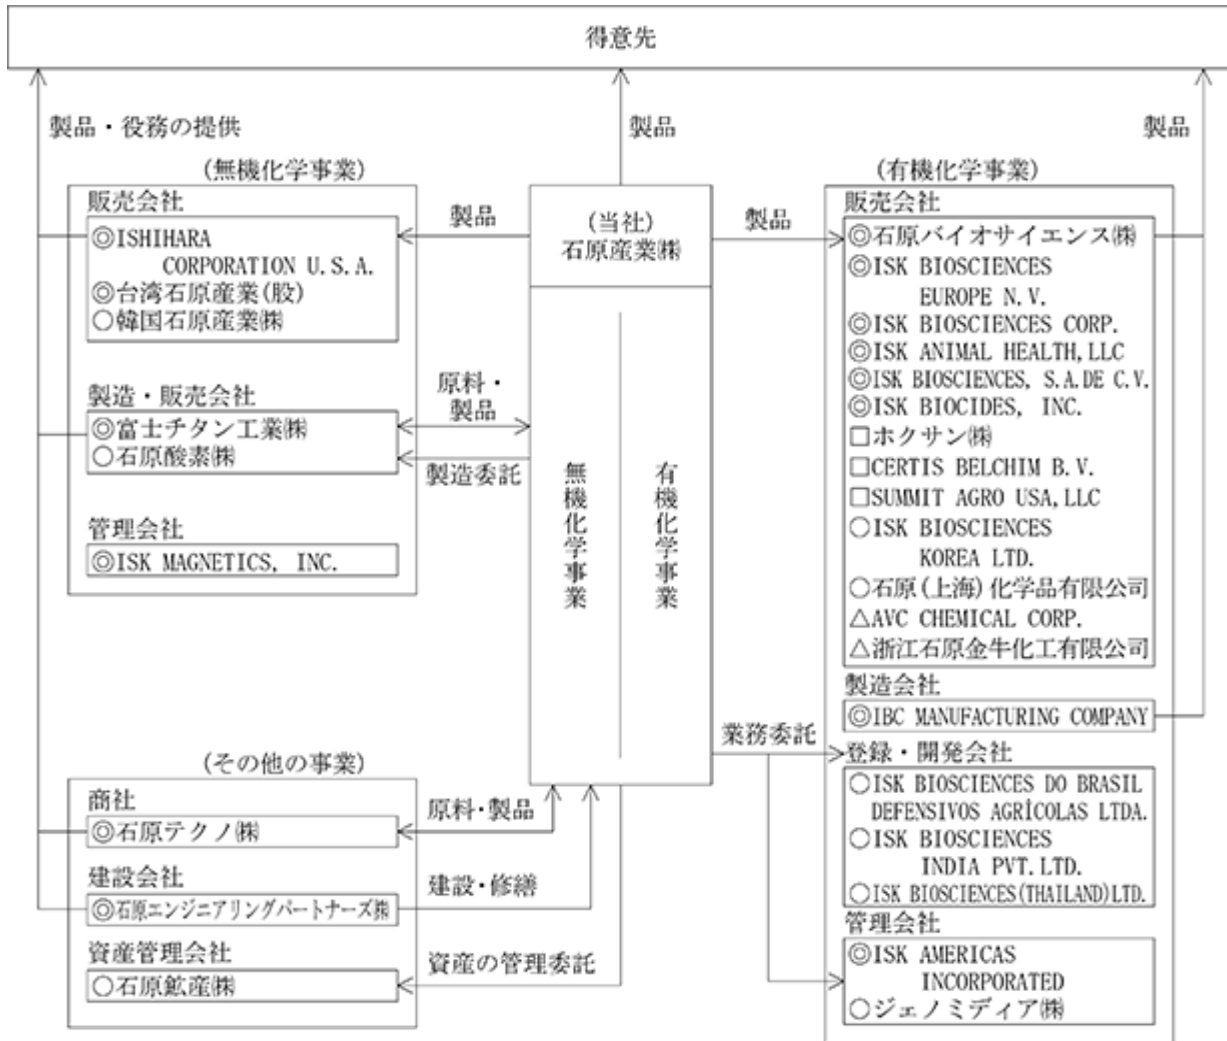 得意先
製品・役務の提供
製品
製品
(無機化学事業)
販売会社
◎ISHIHARA
CORPORATION U.S.A.
◎台湾石原産業(股)
○韓国石原産業㈱
製造・販売会社
◎富士チタン工業㈱
○石原酸素㈱
管理会社
◎ISK MAGNETICS, INC.
製品
原料・
製品
製造委託
(当社)
石原産業㈱
無機化学事業
有機化学事業
製品
業務委託
(有機化学事業)
販売会社
◎石原バイオサイエンス㈱
◎ISK BIOSCIENCES
EUROPE N.V.
◎ISK BIOSCIENCES CORP.
◎ISK ANIMAL HEALTH,LLC
◎ISK BIOSCIENCES, S.A.DE C.V.
◎ISK BIOCIDES, INC.
□ホクサン㈱
□CERTIS BELCHIM B.V.
□SUMMIT AGRO USA,LLC
○ISK BIOSCIENCES
KOREA LTD.
○石原(上海)化学品有限公司
△AVC CHEMICAL CORP.
△浙江石原金牛化工有限公司
製造会社
◎IBC MANUFACTURING COMPANY
登録・開発会社
○ISK BIOSCIENCES DO BRASIL
DEFENSIVOS AGRÍCOLAS LTDA.
○ISK BIOSCIENCES
INDIA PVT.LTD.
○ISK BIOSCIENCES(THAILAND)LTD.
管理会社
◎ISK AMERICAS
INCORPORATED
○ジェノミディア㈱
(その他の事業)
商社
◎石原テクノ㈱
建設会社
◎石原エンジニアリングパートナーズ㈱
資産管理会社
○石原鉱産㈱
原料・製品
建設・修繕
資産の管理委託